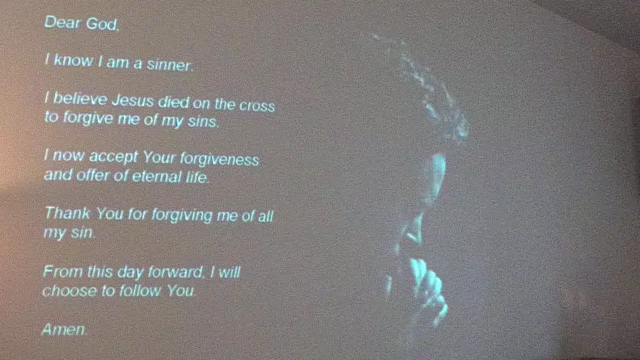 Dear God,
I know I am a sinner.
I believe Jesus died on the cross
to forgive me of my sins.
I now accept Your forgiveness
and offer of eternal life.
Thank You for forgiving me of all
my sin.
From this day forward, I will
choose to follow You.
Amen.